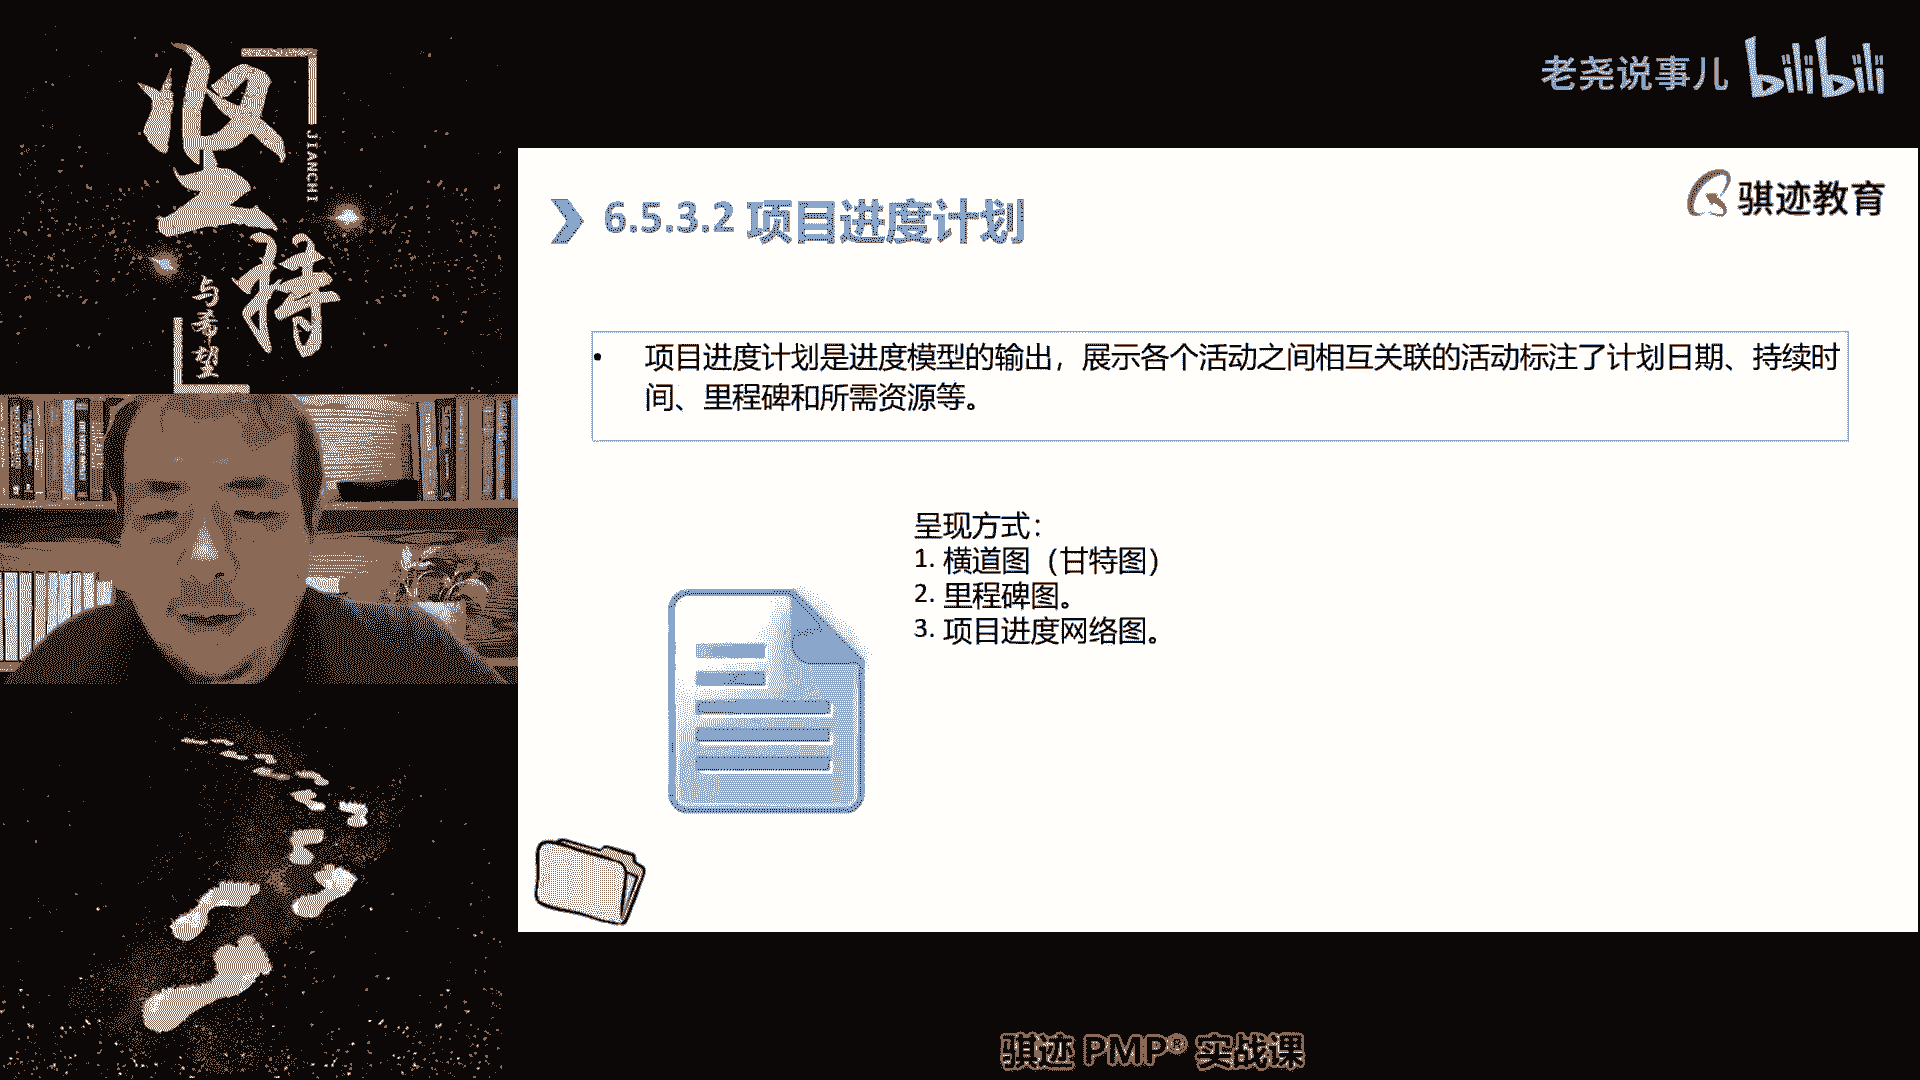 坚
持
JIANCHI
与希望
老尧说事儿 bilibili
骐迹教育
6.5.3.2 项目进度计划
• 项目进度计划是进度模型的输出，展示各个活动之间相互关联的活动标注了计划日期、持续时
间、里程碑和所需资源等。
呈现方式：
1. 横道图（甘特图）
2. 里程碑图。
3. 项目进度网络图。
骐迹 PMP® 实战课